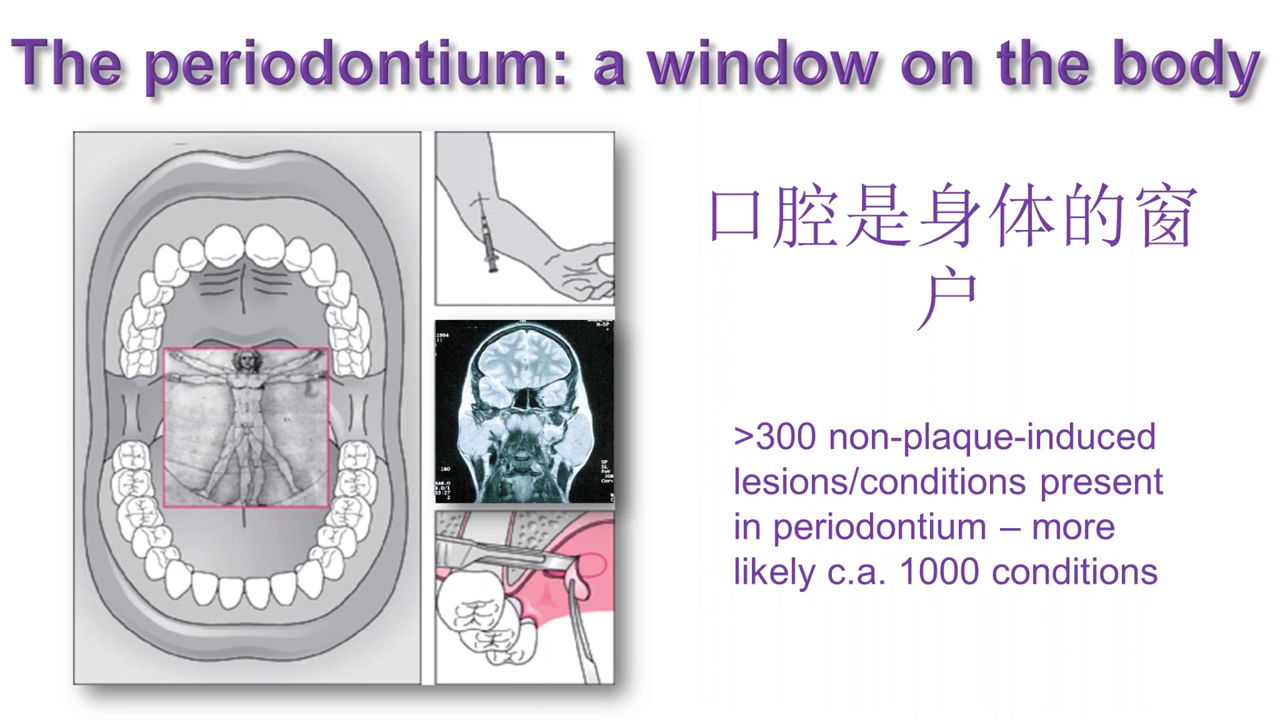 The periodontium: a window on the body
口腔是身体的窗
户
>300 non-plaque-induced
lesions/conditions present
in periodontium – more
likely c.a. 1000 conditions